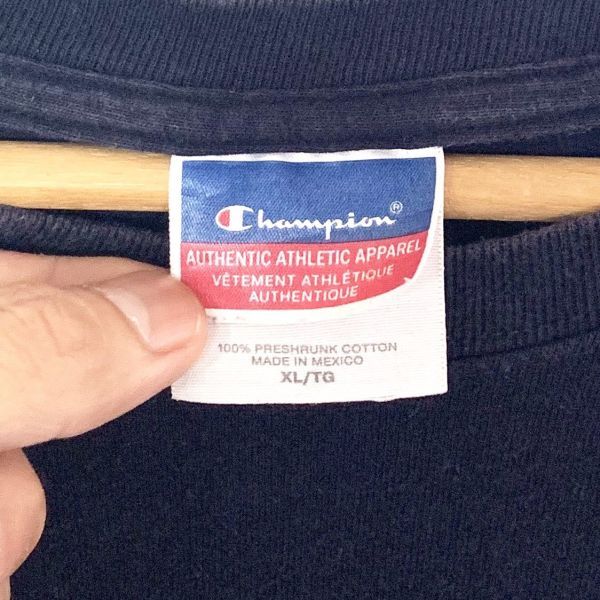 Champion®
AUTHENTIC ATHLETIC APPAREL
VÊTEMENT ATHLÉTIQUE
AUTHENTIQUE
100% PRESHRUNK COTTON
MADE IN MEXICO
XL/TG